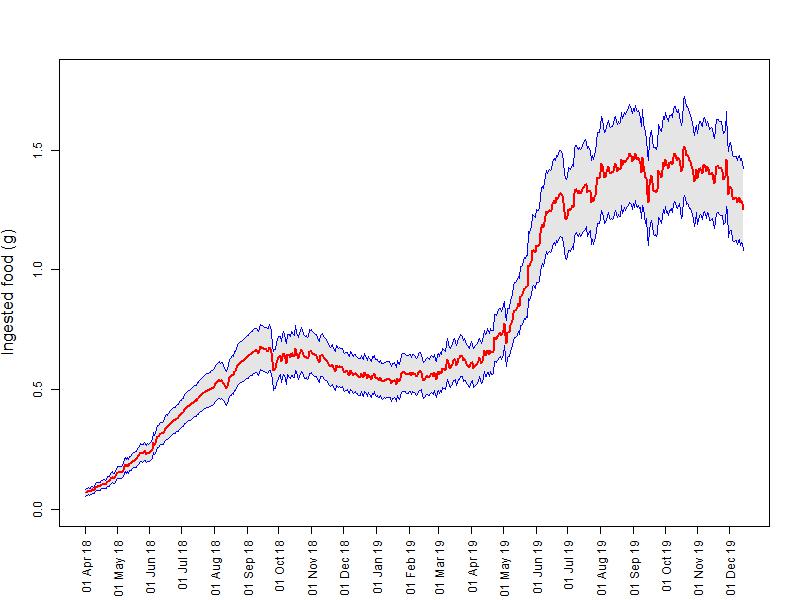 Ingested food (g)
1.5
1.0
0.5
0.0
01 Apr 18
01 May 18
01 Jun 18
01 Jul 18
01 Aug 18
01 Sep 18
01 Oct 18
01 Nov 18
01 Dec 18
01 Jan 19
01 Feb 19
01 Mar 19
01 Apr 19
01 May 19
01 Jun 19
01 Jul 19
01 Aug 19
01 Sep 19
01 Oct 19
01 Nov 19
01 Dec 19